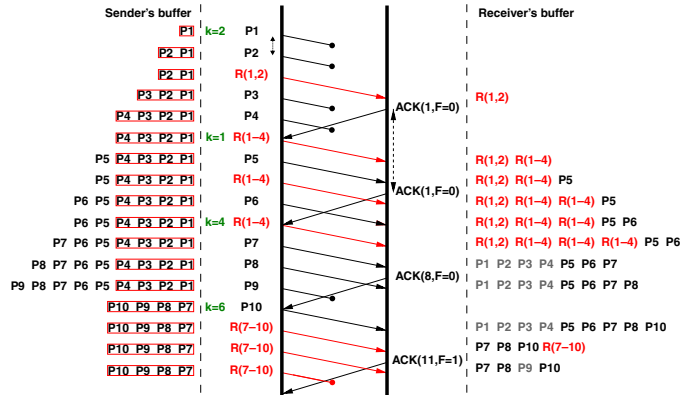 Sender's buffer Receiver's buffer
P1 k=2 P1
P2 P1 P2
P2 P1 R(1,2)
P3 P2 P1 P3 R(1,2)
P4 P3 P2 P1 P4 ACK(1,F=0)
P4 P3 P2 P1 k=1 R(1−4)
P5 P4 P3 P2 P1 P5 R(1,2) R(1−4)
P5 P4 P3 P2 P1 R(1−4) R(1,2) R(1−4) P5
ACK(1,F=0)
P6 P5 P4 P3 P2 P1 P6 R(1,2) R(1−4) R(1−4) P5
P6 P5 P4 P3 P2 P1 k=4 R(1−4) R(1,2) R(1−4) R(1−4) P5 P6
P7 P6 P5 P4 P3 P2 P1 P7 R(1,2) R(1−4) R(1−4) R(1−4) P5 P6
P8 P7 P6 P5 P4 P3 P2 P1 P8 P1 P2 P3 P4 P5 P6 P7
ACK(8,F=0)
P9 P8 P7 P6 P5 P4 P3 P2 P1 P9 P1 P2 P3 P4 P5 P6 P7 P8
P10 P9 P8 P7 k=6 P10
P10 P9 P8 P7 R(7−10) P1 P2 P3 P4 P5 P6 P7 P8 P10
P10 P9 P8 P7 R(7−10) P7 P8 P10 R(7−10)
ACK(11,F=1)
P10 P9 P8 P7 R(7−10) P7 P8 P9 P10